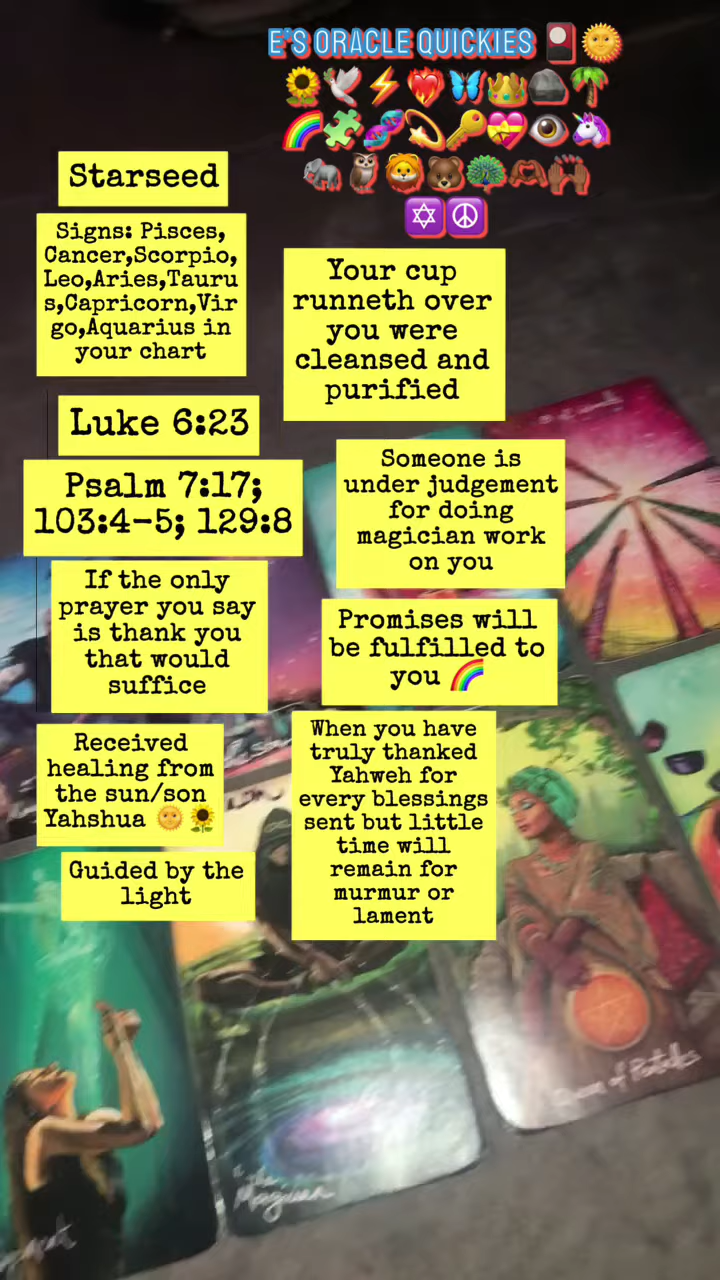 E'S ORACLE QUICKIES 🎴🌞
🌻🕊️⚡❤️‍🔥🦋👑🪨🌴
🌈🧩🧬💫🔑💝👁️🦄
🐘🦉🦁🐻🦚🫶🏾🙌🏾
🔯☮️
Starseed
Signs: Pisces,
Cancer,Scorpio,
Leo,Aries,Tauru
s,Capricorn,Vir
go,Aquarius in
your chart
Your cup
runneth over
you were
cleansed and
purified
Luke 6:23
Psalm 7:17;
103:4-5; 129:8
Someone is
under judgement
for doing
magician work
on you
If the only
prayer you say
is thank you
that would
suffice
Promises will
be fulfilled to
you 🌈
Received
healing from
the sun/son
Yahshua 🌞🌻
When you have
truly thanked
Yahweh for
every blessings
sent but little
time will
remain for
murmur or
lament
Guided by the
light
Queen of Pentacles
the
Magician